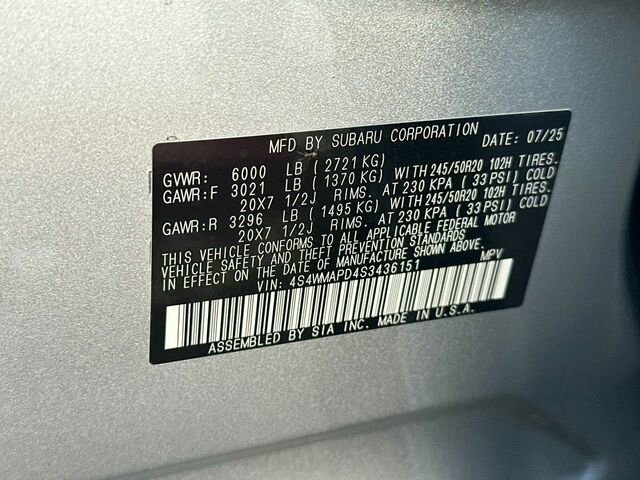 MFD BY SUBARU CORPORATION DATE: 07/25
GVWR: 6000 LB ( 2721 KG)
GAWR:F 3021 LB ( 1370 KG) WITH 245/50R20 102H TIRES.
20X7 1/2J RIMS. AT 230 KPA ( 33 PSI) COLD
GAWR:R 3296 LB ( 1495 KG) WITH 245/50R20 102H TIRES.
20X7 1/2J RIMS. AT 230 KPA ( 33 PSI) COLD
THIS VEHICLE CONFORMS TO ALL APPLICABLE FEDERAL MOTOR
VEHICLE SAFETY AND THEFT PREVENTION STANDARDS
IN EFFECT ON THE DATE OF MANUFACTURE SHOWN ABOVE.
VIN: 4S4WMAPD4S3436151 MPV
ASSEMBLED BY SIA INC. MADE IN U.S.A.